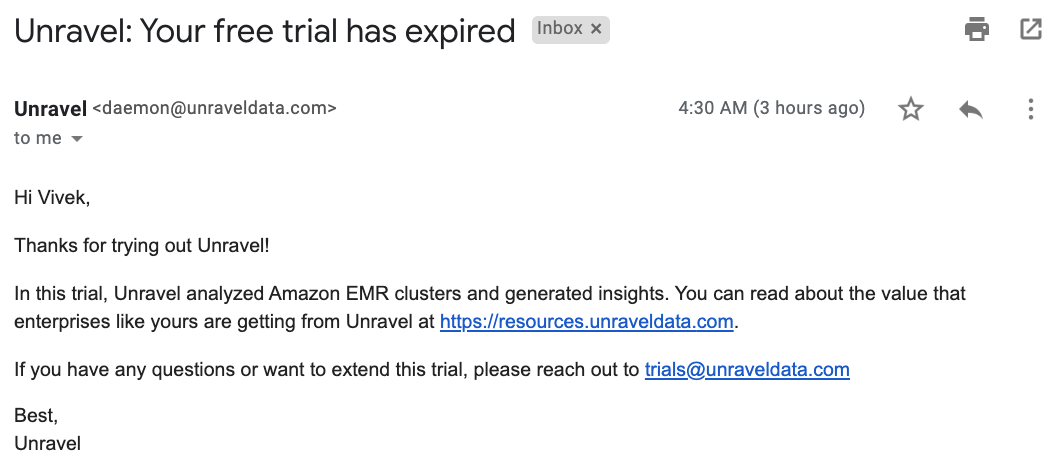 Unravel: Your free trial has expired Inbox ×
Unravel <daemon@unraveldata.com> 4:30 AM (3 hours ago)
to me
Hi Vivek,
Thanks for trying out Unravel!
In this trial, Unravel analyzed Amazon EMR clusters and generated insights. You can read about the value that
enterprises like yours are getting from Unravel at https://resources.unraveldata.com.
If you have any questions or want to extend this trial, please reach out to trials@unraveldata.com
Best,
Unravel